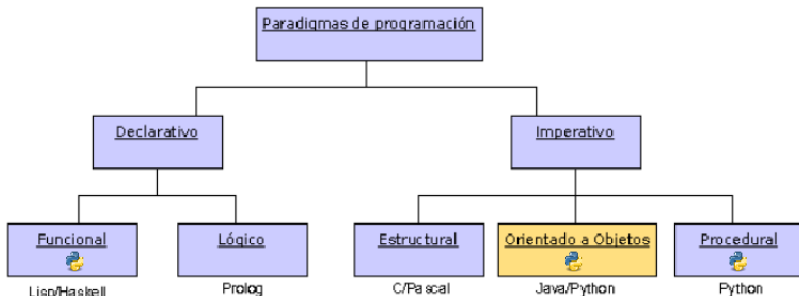 Paradigmas de programación
Declarativo
Imperativo
Funcional
Lógico
Estructural
Orientado a Objetos
Procedural
Lisp/Haskell
Prolog
C/Pascal
Java/Python
Python